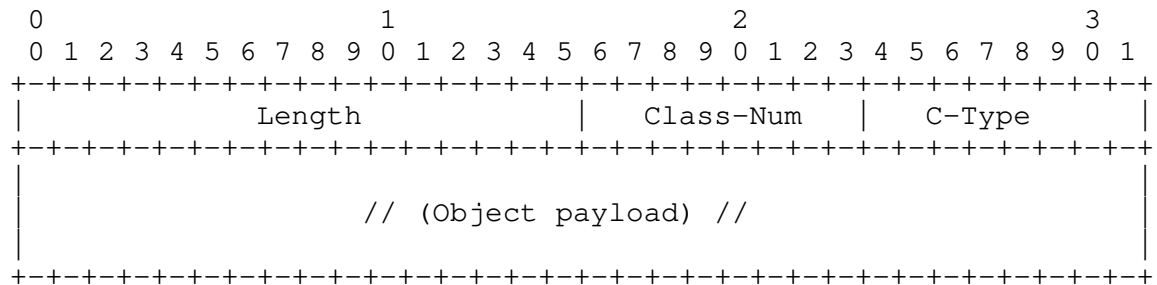 0                   1                   2                   3
 0 1 2 3 4 5 6 7 8 9 0 1 2 3 4 5 6 7 8 9 0 1 2 3 4 5 6 7 8 9 0 1
+-+-+-+-+-+-+-+-+-+-+-+-+-+-+-+-+-+-+-+-+-+-+-+-+-+-+-+-+-+-+-+-+
|             Length            |   Class-Num   |     C-Type    |
+-+-+-+-+-+-+-+-+-+-+-+-+-+-+-+-+-+-+-+-+-+-+-+-+-+-+-+-+-+-+-+-+
|                                                               |
|                   // (Object payload) //                      |
|                                                               |
+-+-+-+-+-+-+-+-+-+-+-+-+-+-+-+-+-+-+-+-+-+-+-+-+-+-+-+-+-+-+-+-+